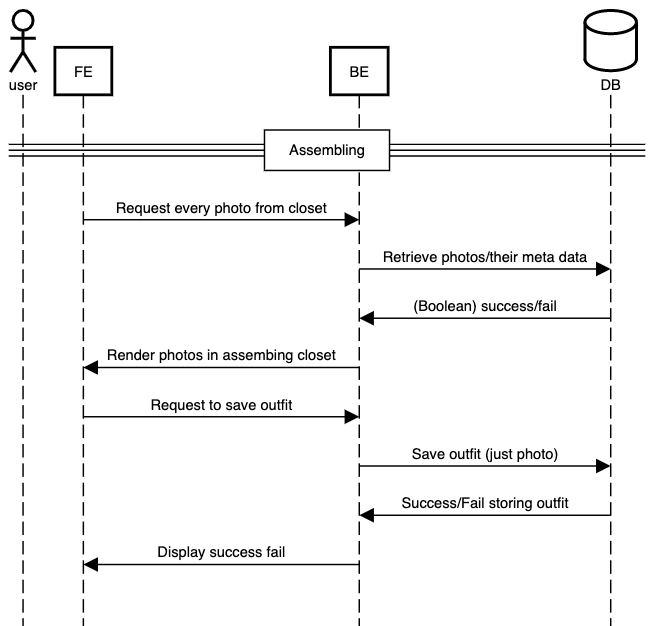 user
FE
BE
DB
Assembling
Request every photo from closet
Retrieve photos/their meta data
(Boolean) success/fail
Render photos in assembing closet
Request to save outfit
Save outfit (just photo)
Success/Fail storing outfit
Display success fail